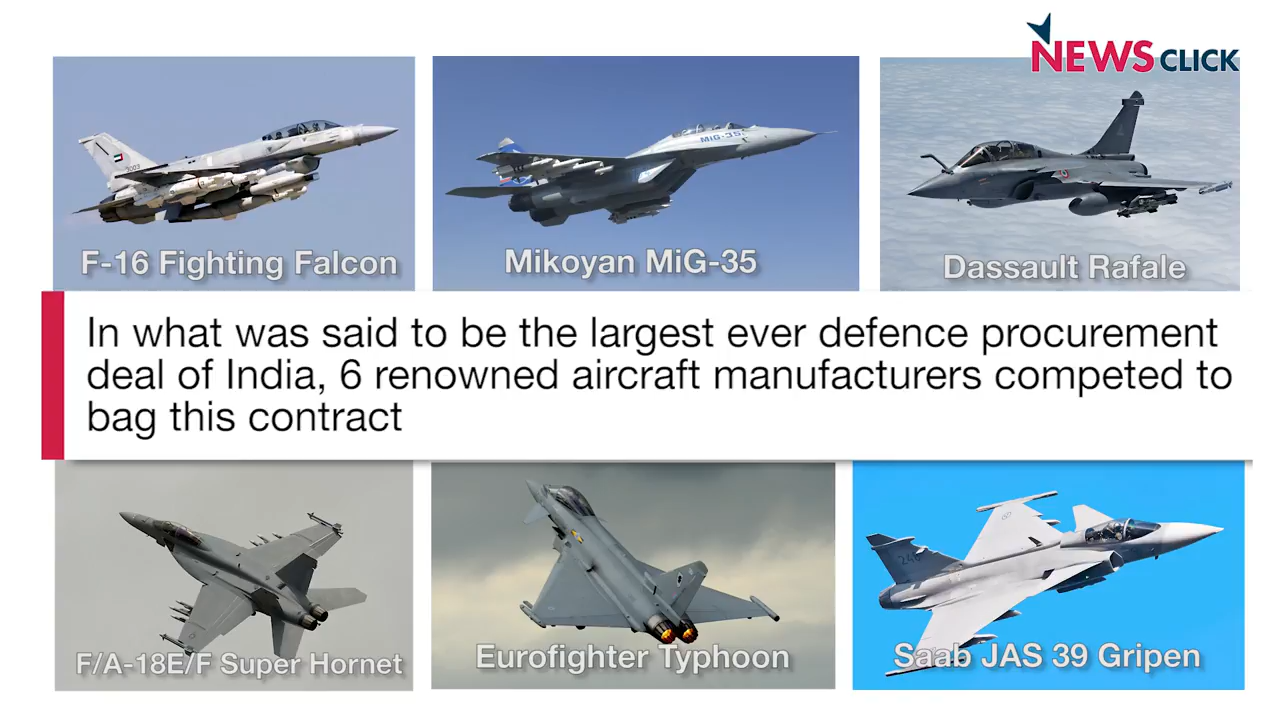 NEWSCLICK
F-16 Fighting Falcon
Mikoyan MiG-35
Dassault Rafale
MiG-35
In what was said to be the largest ever defence procurement
deal of India, 6 renowned aircraft manufacturers competed to
bag this contract
F/A-18E/F Super Hornet
Eurofighter Typhoon
Saab JAS 39 Gripen